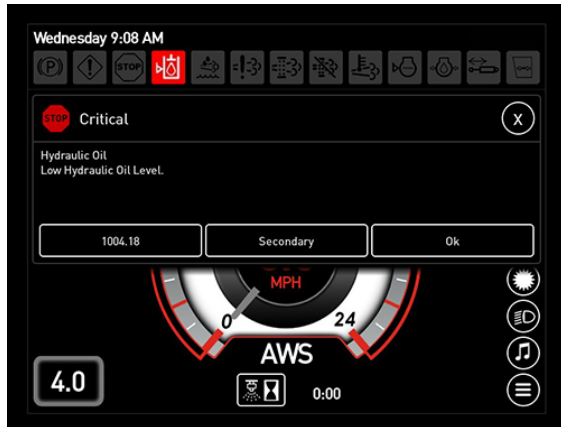 Wednesday 9:08 AM
P
STOP
STOP Critical X
Hydraulic Oil
Low Hydraulic Oil Level.
1004.18 Secondary Ok
MPH
0 24
AWS
4.0
0:00